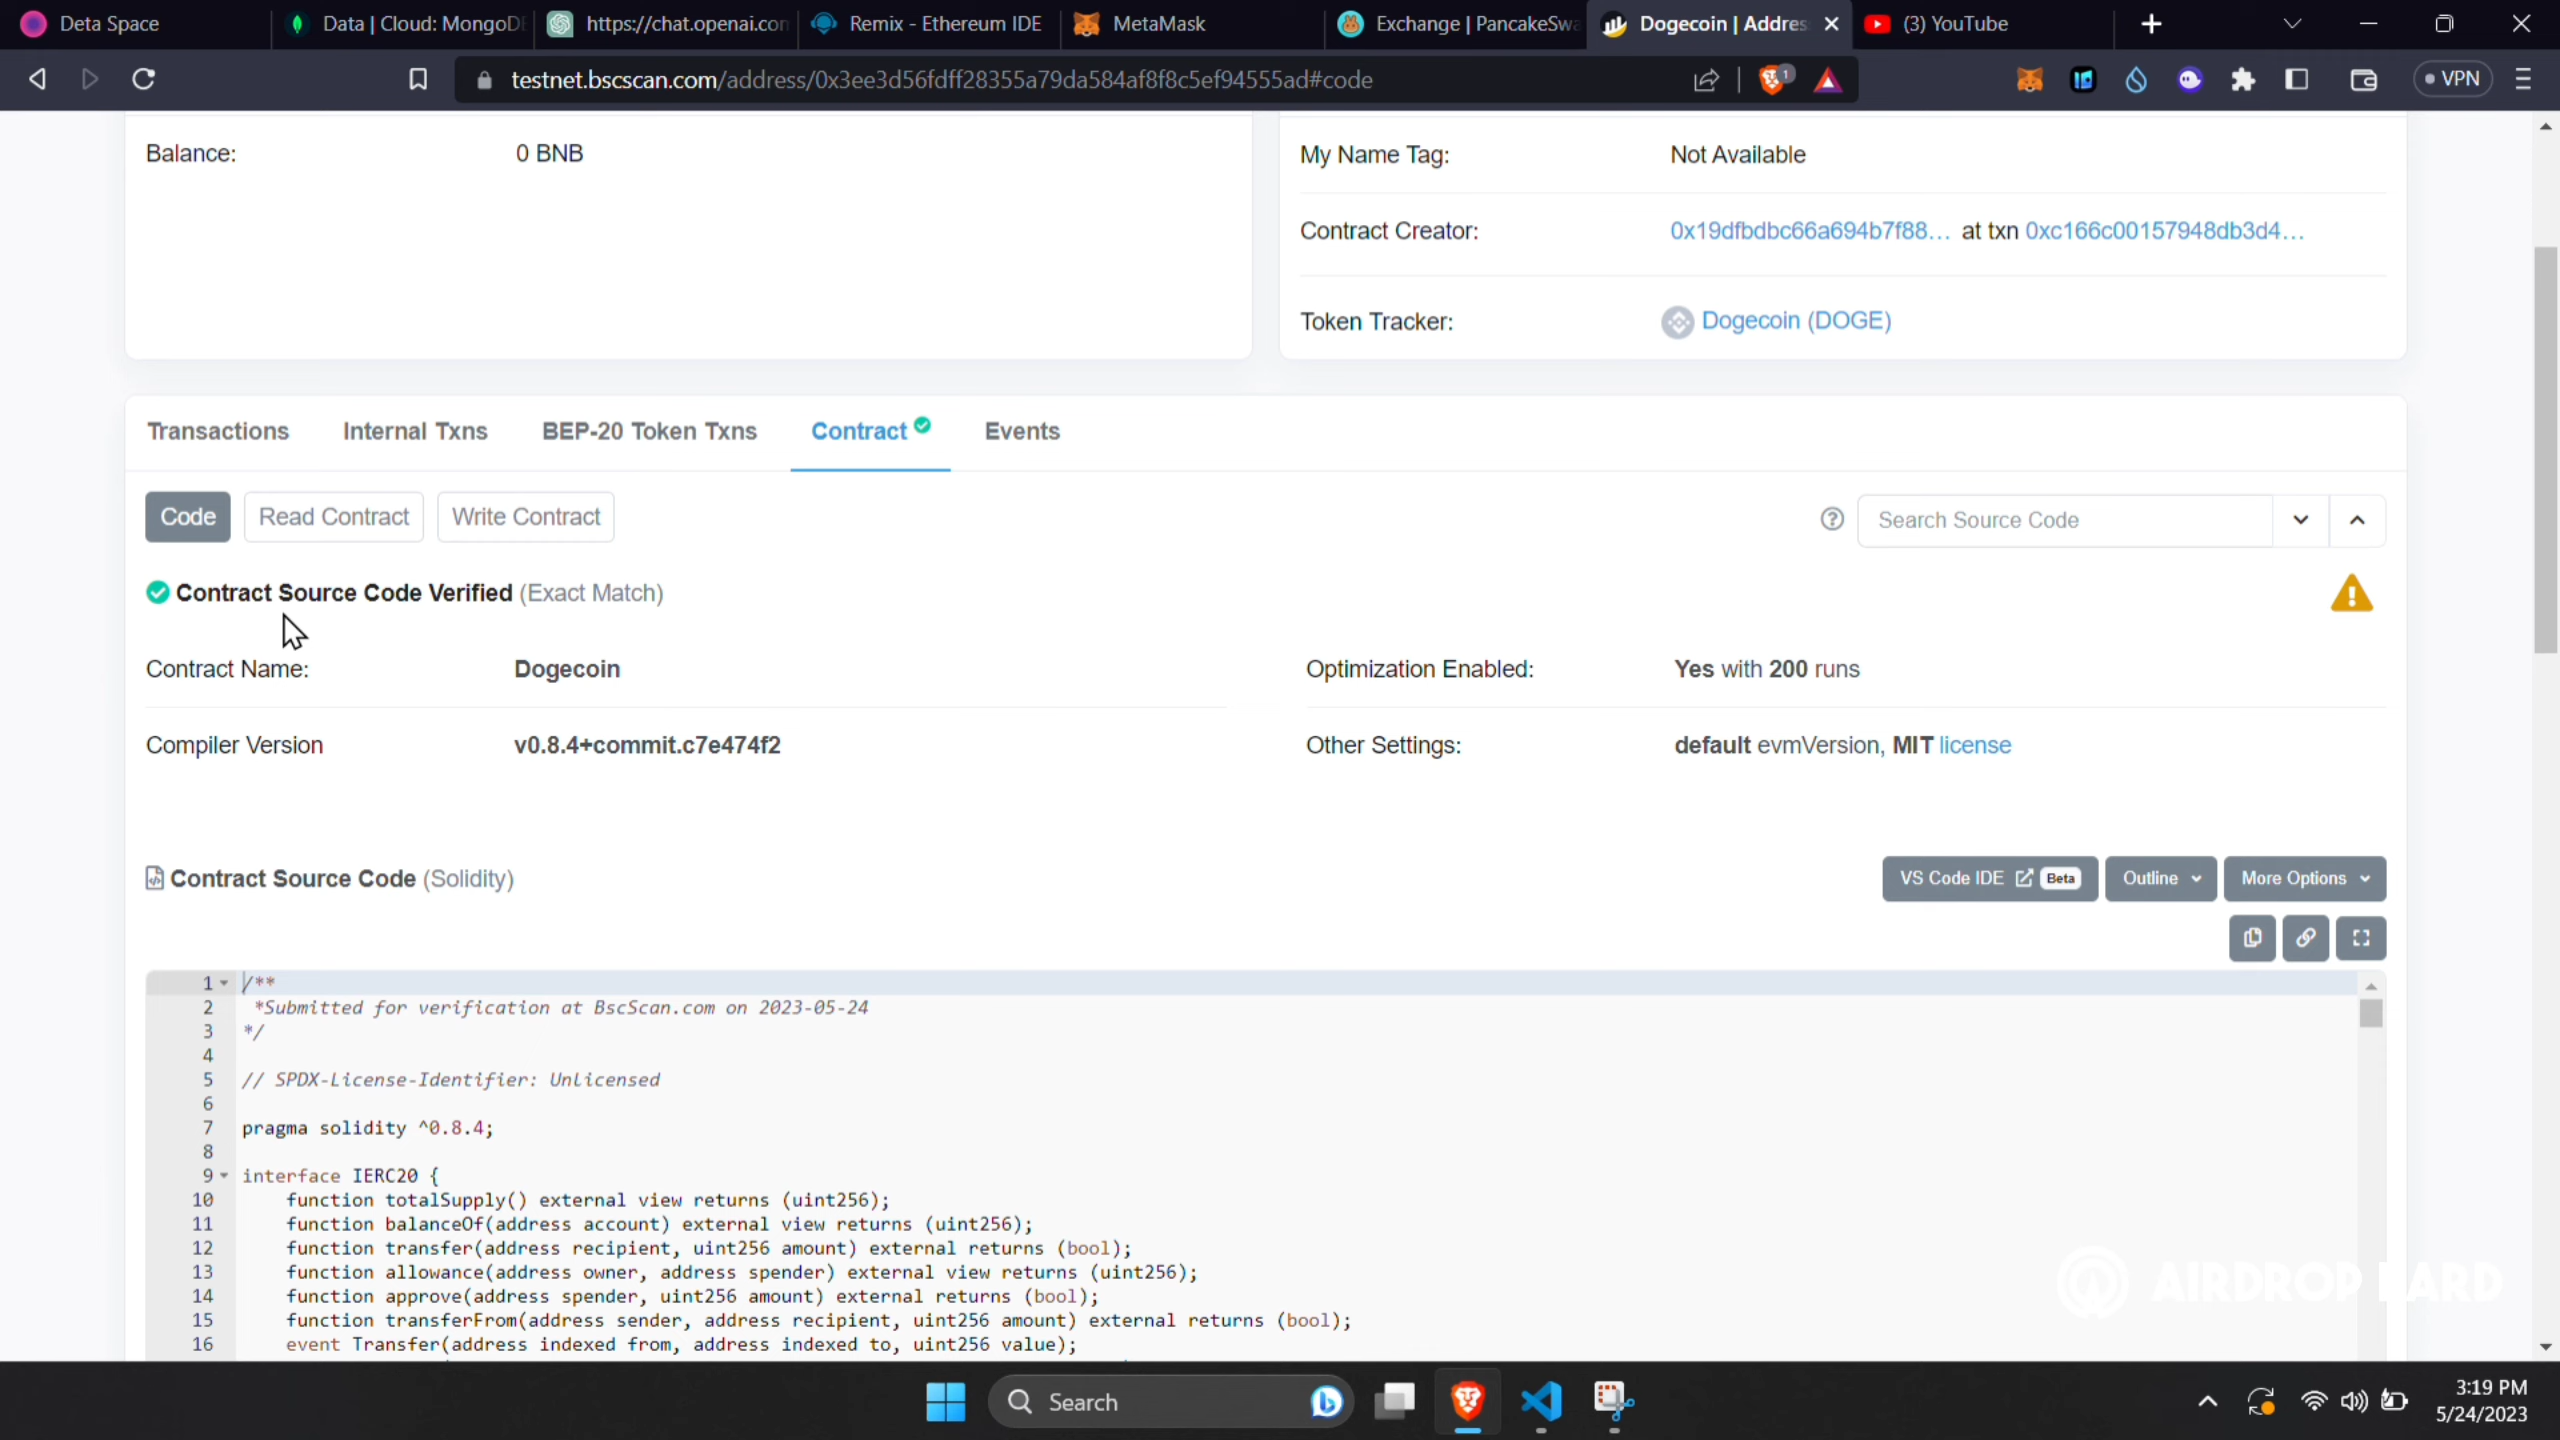 Deta Space
Data | Cloud: MongoDB
https://chat.openai.com
Remix - Ethereum IDE
MetaMask
Exchange | PancakeSwa
Dogecoin | Addres
(3) YouTube
testnet.bscscan.com/address/0x3ee3d56fdff28355a79da584af8f8c5ef94555ad#code
1
VPN
Balance:
0 BNB
My Name Tag:
Not Available
Contract Creator:
0x19dfbdbc66a694b7f88... at txn 0xc166c00157948db3d4...
Token Tracker:
Dogecoin (DOGE)
Transactions
Internal Txns
BEP-20 Token Txns
Contract
Events
Code
Read Contract
Write Contract
Search Source Code
Contract Source Code Verified (Exact Match)
Contract Name:
Dogecoin
Optimization Enabled:
Yes with 200 runs
Compiler Version
v0.8.4+commit.c7e474f2
Other Settings:
default evmVersion, MIT license
Contract Source Code (Solidity)
VS Code IDE
Beta
Outline
More Options
1 /**
2 *Submitted for verification at BscScan.com on 2023-05-24
3 */
4
5 // SPDX-License-Identifier: Unlicensed
6
7 pragma solidity ^0.8.4;
8
9 interface IERC20 {
10 function totalSupply() external view returns (uint256);
11 function balanceOf(address account) external view returns (uint256);
12 function transfer(address recipient, uint256 amount) external returns (bool);
13 function allowance(address owner, address spender) external view returns (uint256);
14 function approve(address spender, uint256 amount) external returns (bool);
15 function transferFrom(address sender, address recipient, uint256 amount) external returns (bool);
16 event Transfer(address indexed from, address indexed to, uint256 value);
AIRDROP HARD
Search
3:19 PM
5/24/2023